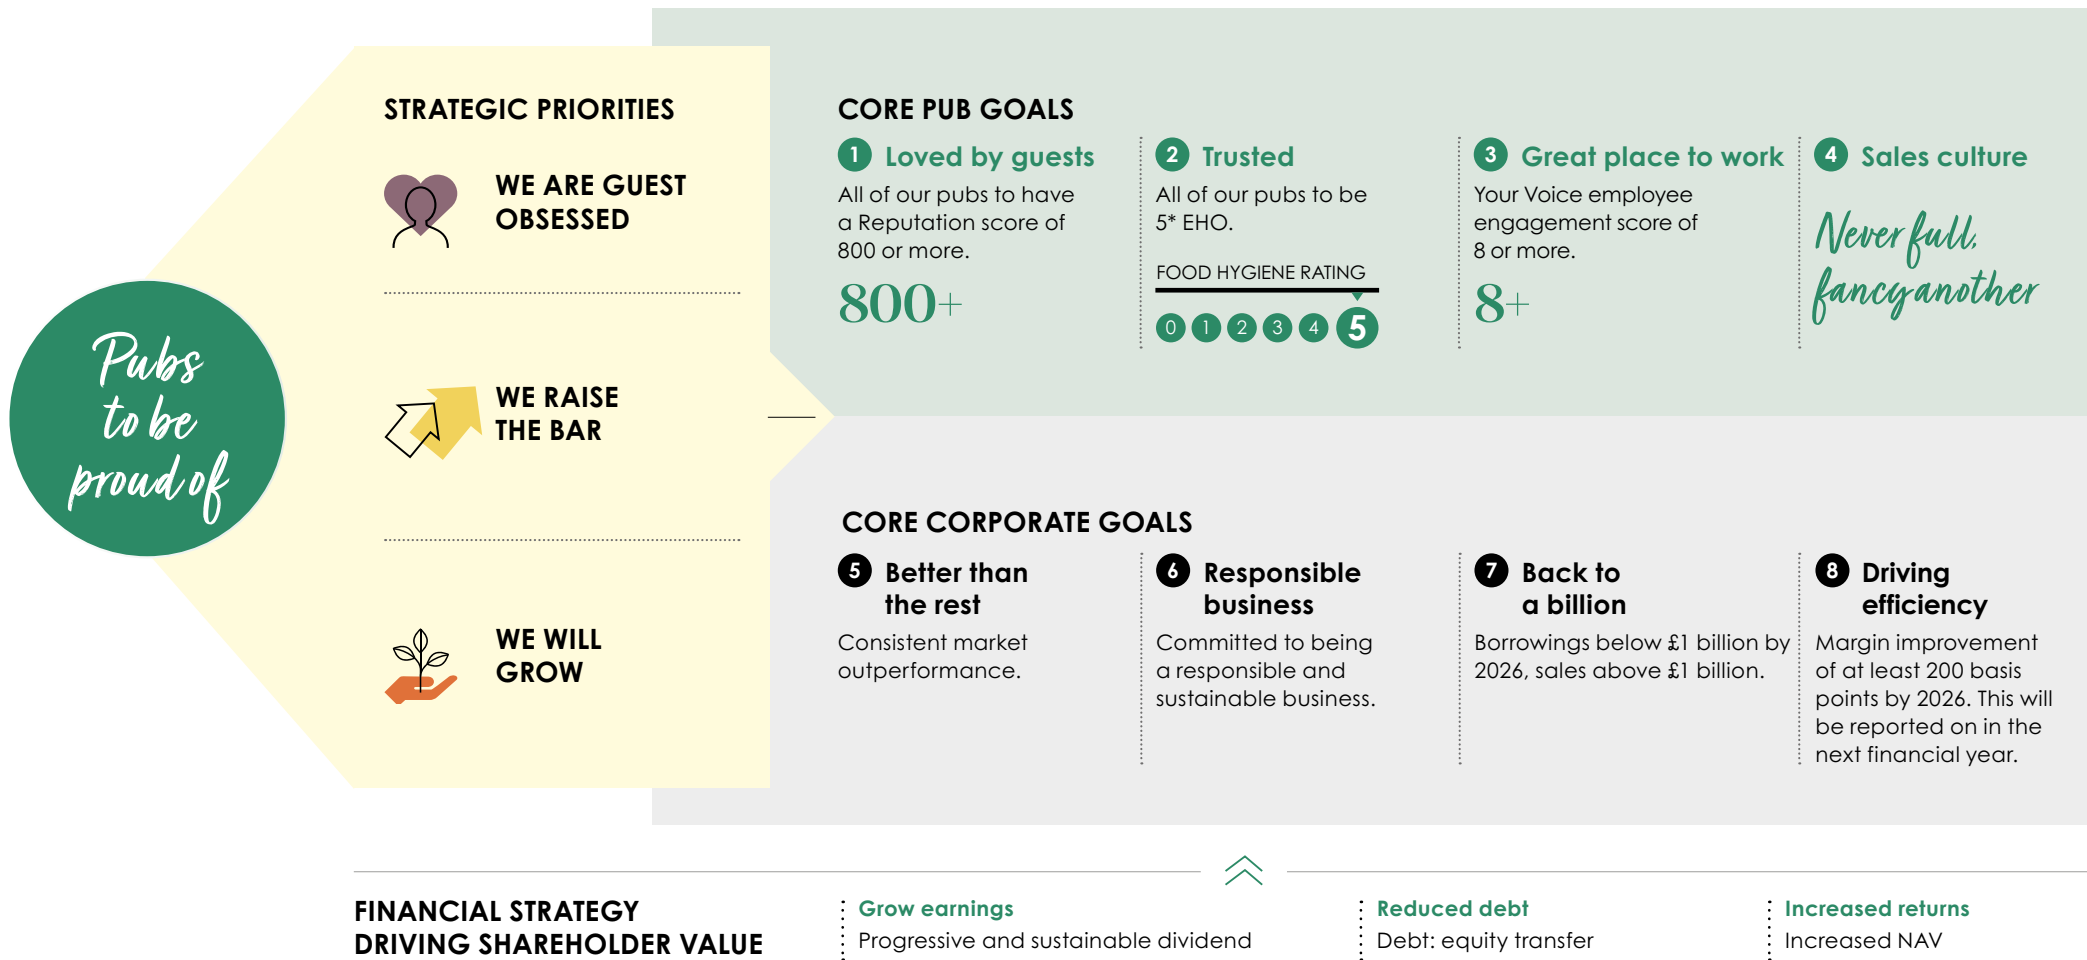 Pubs
to be
proud of
STRATEGIC PRIORITIES
WE ARE GUEST
OBSESSED
WE RAISE
THE BAR
WE WILL
GROW
CORE PUB GOALS
1 Loved by guests
All of our pubs to have
a Reputation score of
800 or more.
800+
2 Trusted
All of our pubs to be
5* EHO.
FOOD HYGIENE RATING
0 1 2 3 4 5
3 Great place to work
Your Voice employee
engagement score of
8 or more.
8+
4 Sales culture
Never full,
fancy another
CORE CORPORATE GOALS
5 Better than
the rest
Consistent market
outperformance.
6 Responsible
business
Committed to being
a responsible and
sustainable business.
7 Back to
a billion
Borrowings below £1 billion by
2026, sales above £1 billion.
8 Driving
efficiency
Margin improvement
of at least 200 basis
points by 2026. This will
be reported on in the
next financial year.
FINANCIAL STRATEGY
DRIVING SHAREHOLDER VALUE
Grow earnings
Progressive and sustainable dividend
Reduced debt
Debt: equity transfer
Increased returns
Increased NAV